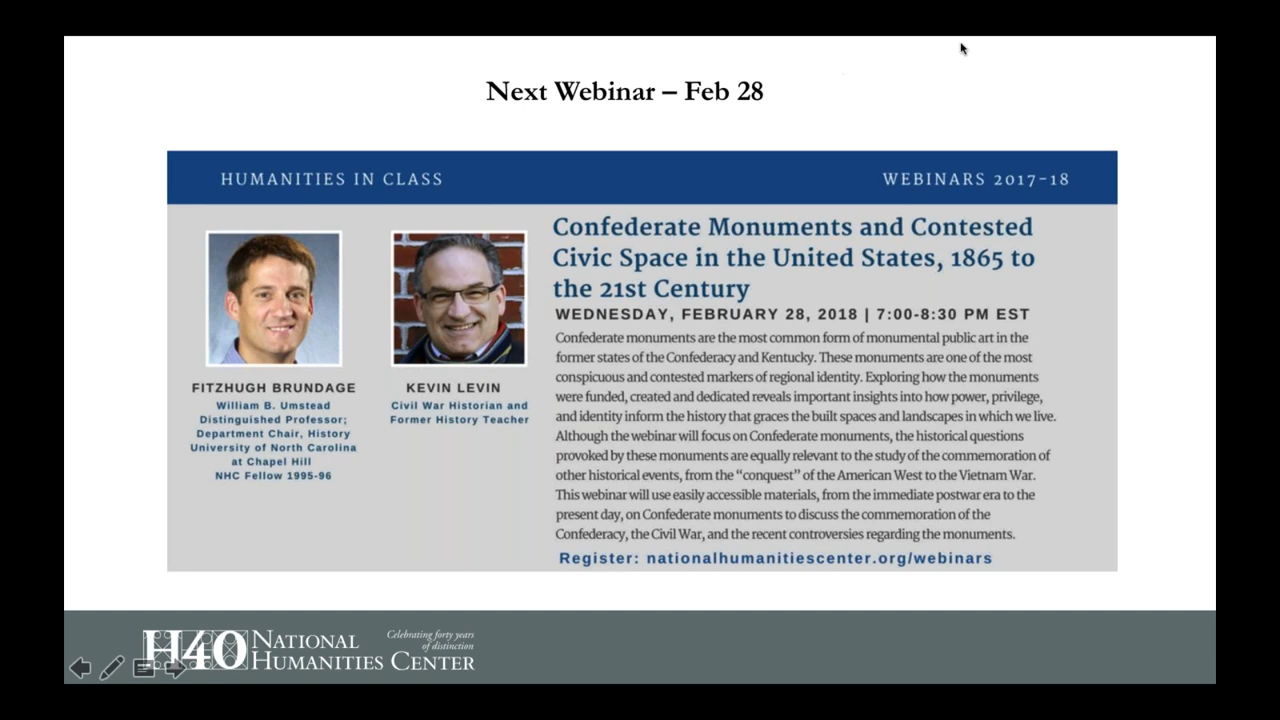 Next Webinar – Feb 28
HUMANITIES IN CLASS
WEBINARS 2017-18
FITZHUGH BRUNDAGE
William B. Umstead
Distinguished Professor;
Department Chair, History
University of North Carolina
at Chapel Hill
NHC Fellow 1995-96
KEVIN LEVIN
Civil War Historian and
Former History Teacher
Confederate Monuments and Contested
Civic Space in the United States, 1865 to
the 21st Century
WEDNESDAY, FEBRUARY 28, 2018 | 7:00-8:30 PM EST
Confederate monuments are the most common form of monumental public art in the
former states of the Confederacy and Kentucky. These monuments are one of the most
conspicuous and contested markers of regional identity. Exploring how the monuments
were funded, created and dedicated reveals important insights into how power, privilege,
and identity inform the history that graces the built spaces and landscapes in which we live.
Although the webinar will focus on Confederate monuments, the historical questions
provoked by these monuments are equally relevant to the study of the commemoration of
other historical events, from the “conquest” of the American West to the Vietnam War.
This webinar will use easily accessible materials, from the immediate postwar era to the
present day, on Confederate monuments to discuss the commemoration of the
Confederacy, the Civil War, and the recent controversies regarding the monuments.
Register: nationalhumanitiescenter.org/webinars
H40
NATIONAL
HUMANITIES CENTER
Celebrating forty years
of distinction